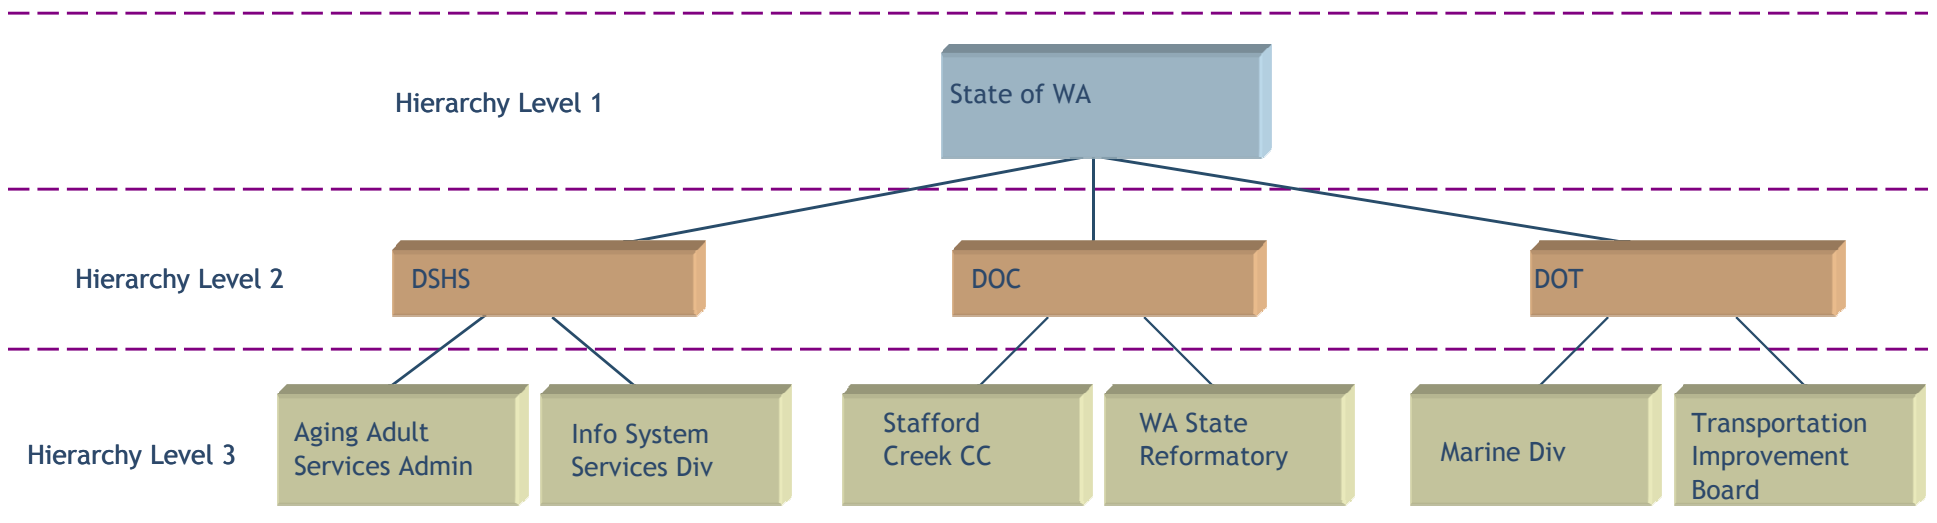 Hierarchy Level 1
State of WA
Hierarchy Level 2
DSHS
DOC
DOT
Hierarchy Level 3
Aging Adult
Services Admin
Info System
Services Div
Stafford
Creek CC
WA State
Reformatory
Marine Div
Transportation
Improvement
Board